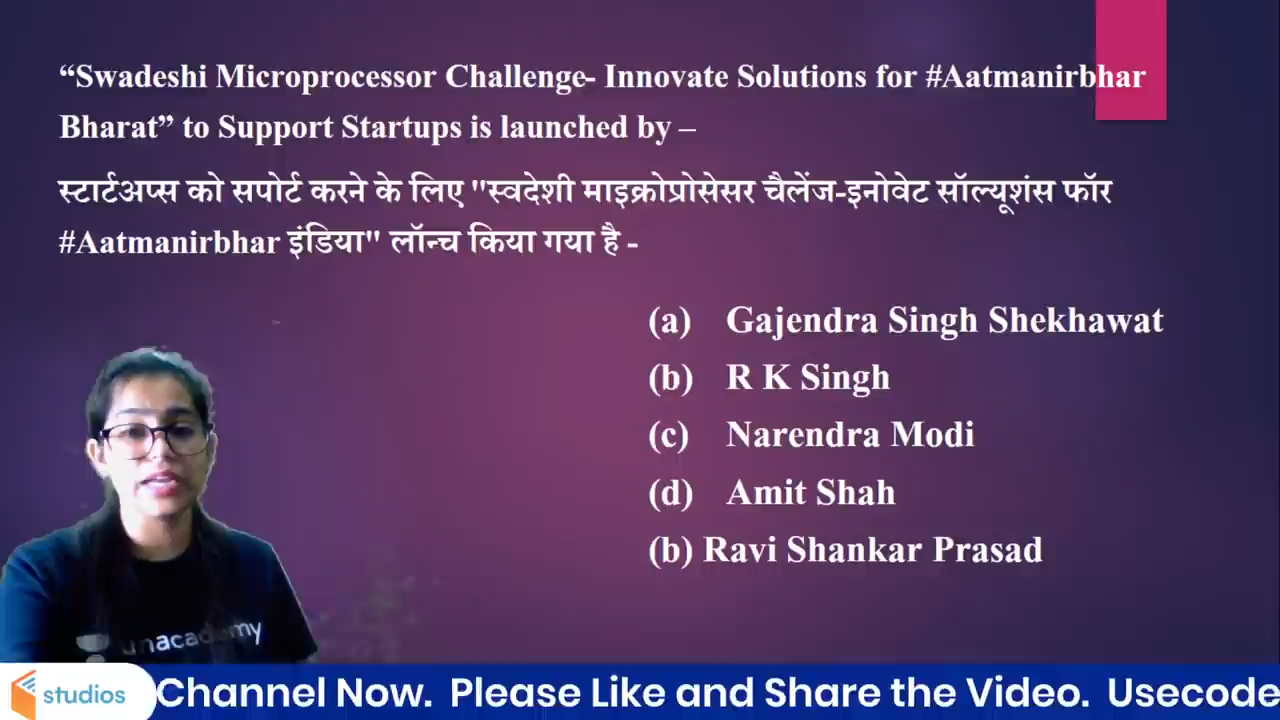 “Swadeshi Microprocessor Challenge- Innovate Solutions for #Aatmanirbhar
Bharat” to Support Startups is launched by –
स्टार्टअप्स को सपोर्ट करने के लिए "स्वदेशी माइक्रोप्रोसेसर चैलेंज-इनोवेट सॉल्यूशंस फॉर
#Aatmanirbhar इंडिया" लॉन्च किया गया है -
(a) Gajendra Singh Shekhawat
(b) R K Singh
(c) Narendra Modi
(d) Amit Shah
(b) Ravi Shankar Prasad
unacademy
studios
Channel Now. Please Like and Share the Video. Usecode